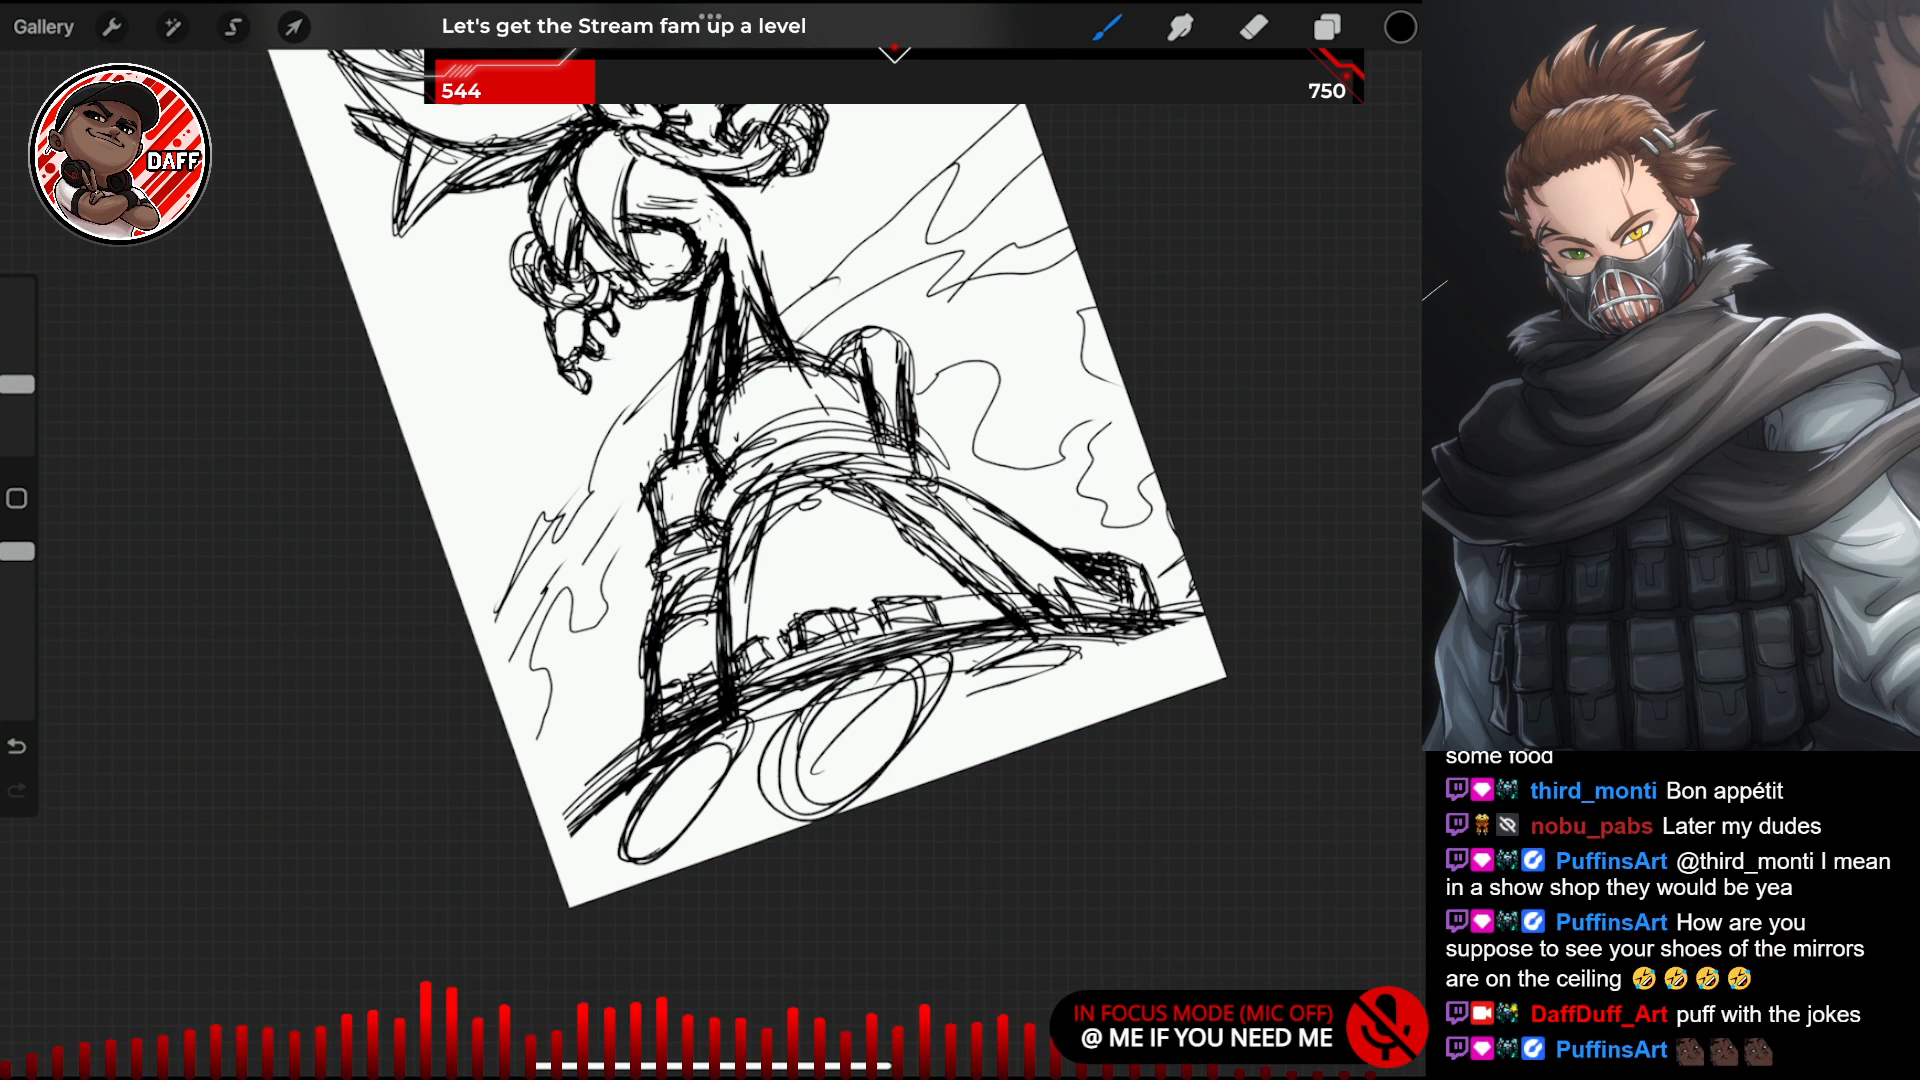 Gallery
Let's get the Stream fam up a level
544
750
DAFF
some food
third_monti Bon appétit
nobu_pabs Later my dudes
PuffinsArt @third_monti I mean
in a show shop they would be yea
PuffinsArt How are you
suppose to see your shoes of the mirrors
are on the ceiling 🤣 🤣 🤣 🤣
DaffDuff_Art puff with the jokes
PuffinsArt
IN FOCUS MODE (MIC OFF)
@ ME IF YOU NEED ME